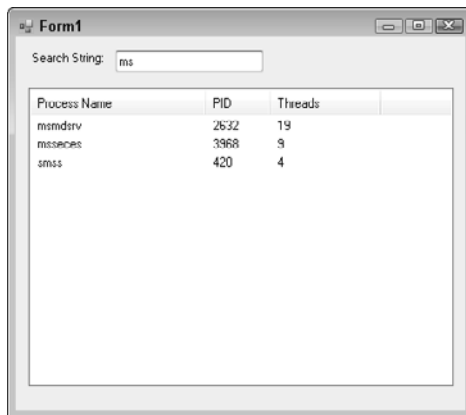 Form1
Search String: ms
Process Name PID Threads
msmdsrv 2632 19
msseces 3968 9
smss 420 4